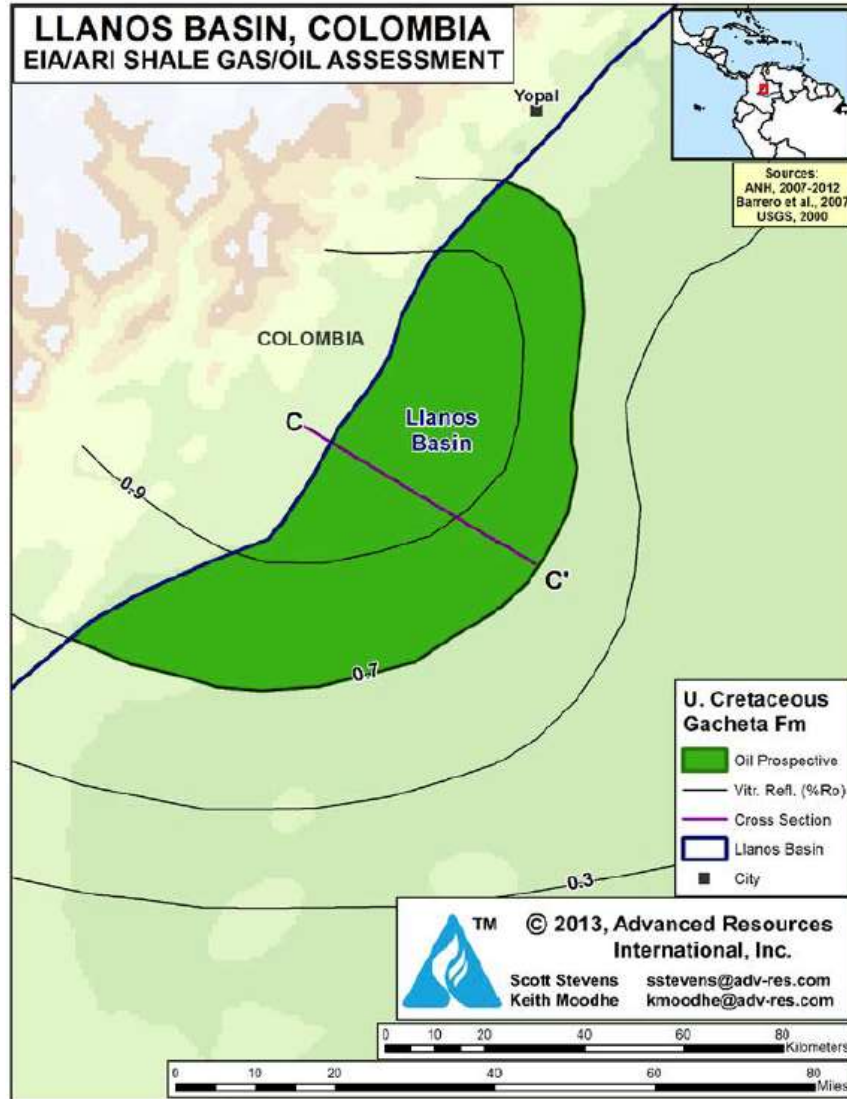 LLANOS BASIN, COLOMBIA
EIA/ARI SHALE GAS/OIL ASSESSMENT
Yopal
Sources:
ANH, 2007-2012
Barrero et al., 2007
USGS, 2000
COLOMBIA
Llanos
Basin
C
0.9
C'
0.7
U. Cretaceous
Gacheta Fm
Oil Prospective
Vitr. Refl. (%Ro)
Cross Section
Llanos Basin
City
0.3
TM
© 2013, Advanced Resources
International, Inc.
Scott Stevens sstevens@adv-res.com
Keith Moodhe kmoodhe@adv-res.com
0 10 20 40 60 80
Kilometers
0 10 20 40 60 80
Miles